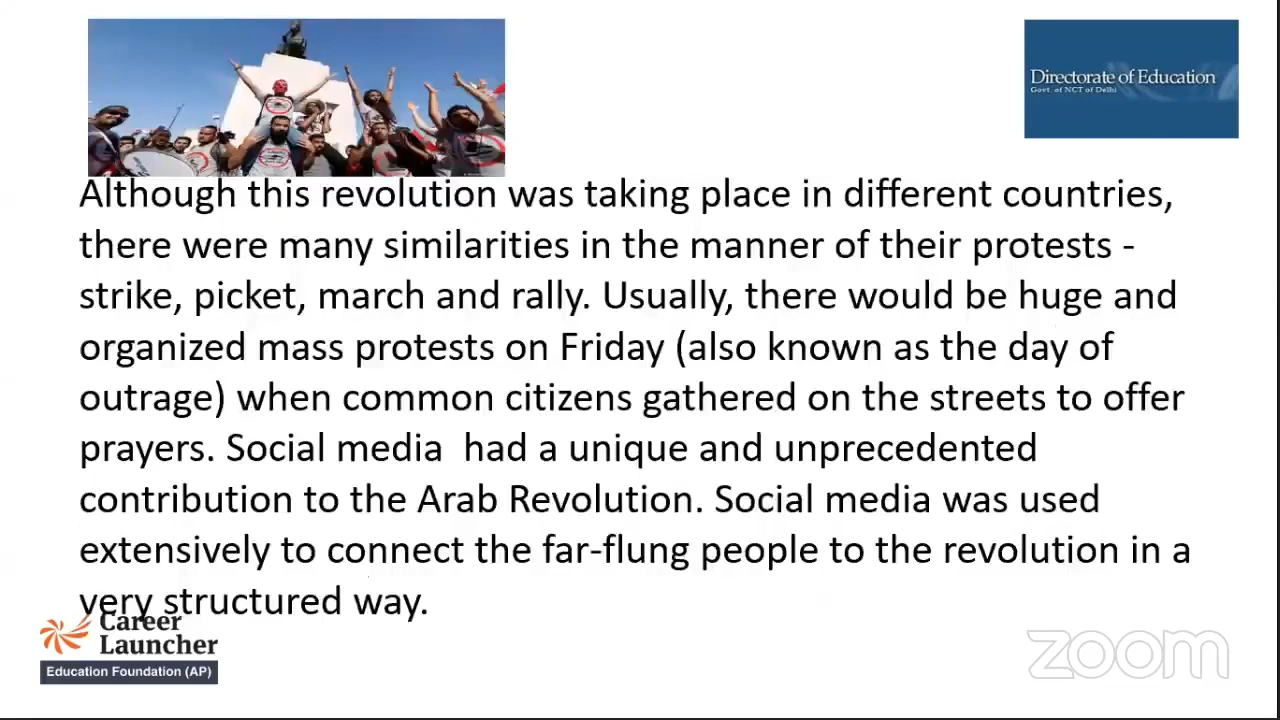 Directorate of Education
Govt. of NCT of Delhi
Although this revolution was taking place in different countries,
there were many similarities in the manner of their protests -
strike, picket, march and rally. Usually, there would be huge and
organized mass protests on Friday (also known as the day of
outrage) when common citizens gathered on the streets to offer
prayers. Social media  had a unique and unprecedented
contribution to the Arab Revolution. Social media was used
extensively to connect the far-flung people to the revolution in a
very structured way.
Career
Launcher
Education Foundation (AP)
zoom